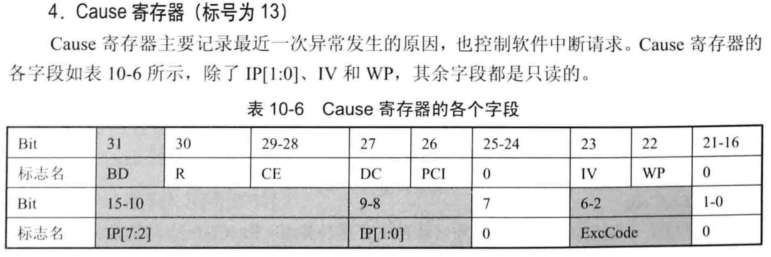 4．Cause 寄存器（标号为 13）
Cause 寄存器主要记录最近一次异常发生的原因，也控制软件中断请求。Cause 寄存器的
各字段如表 10-6 所示，除了 IP[1:0]、IV 和 WP，其余字段都是只读的。
表 10-6 Cause 寄存器的各个字段
Bit 31 30 29-28 27 26 25-24 23 22 21-16
标志名 BD R CE DC PCI 0 IV WP 0
Bit 15-10 9-8 7 6-2 1-0
标志名 IP[7:2] IP[1:0] 0 ExcCode 0